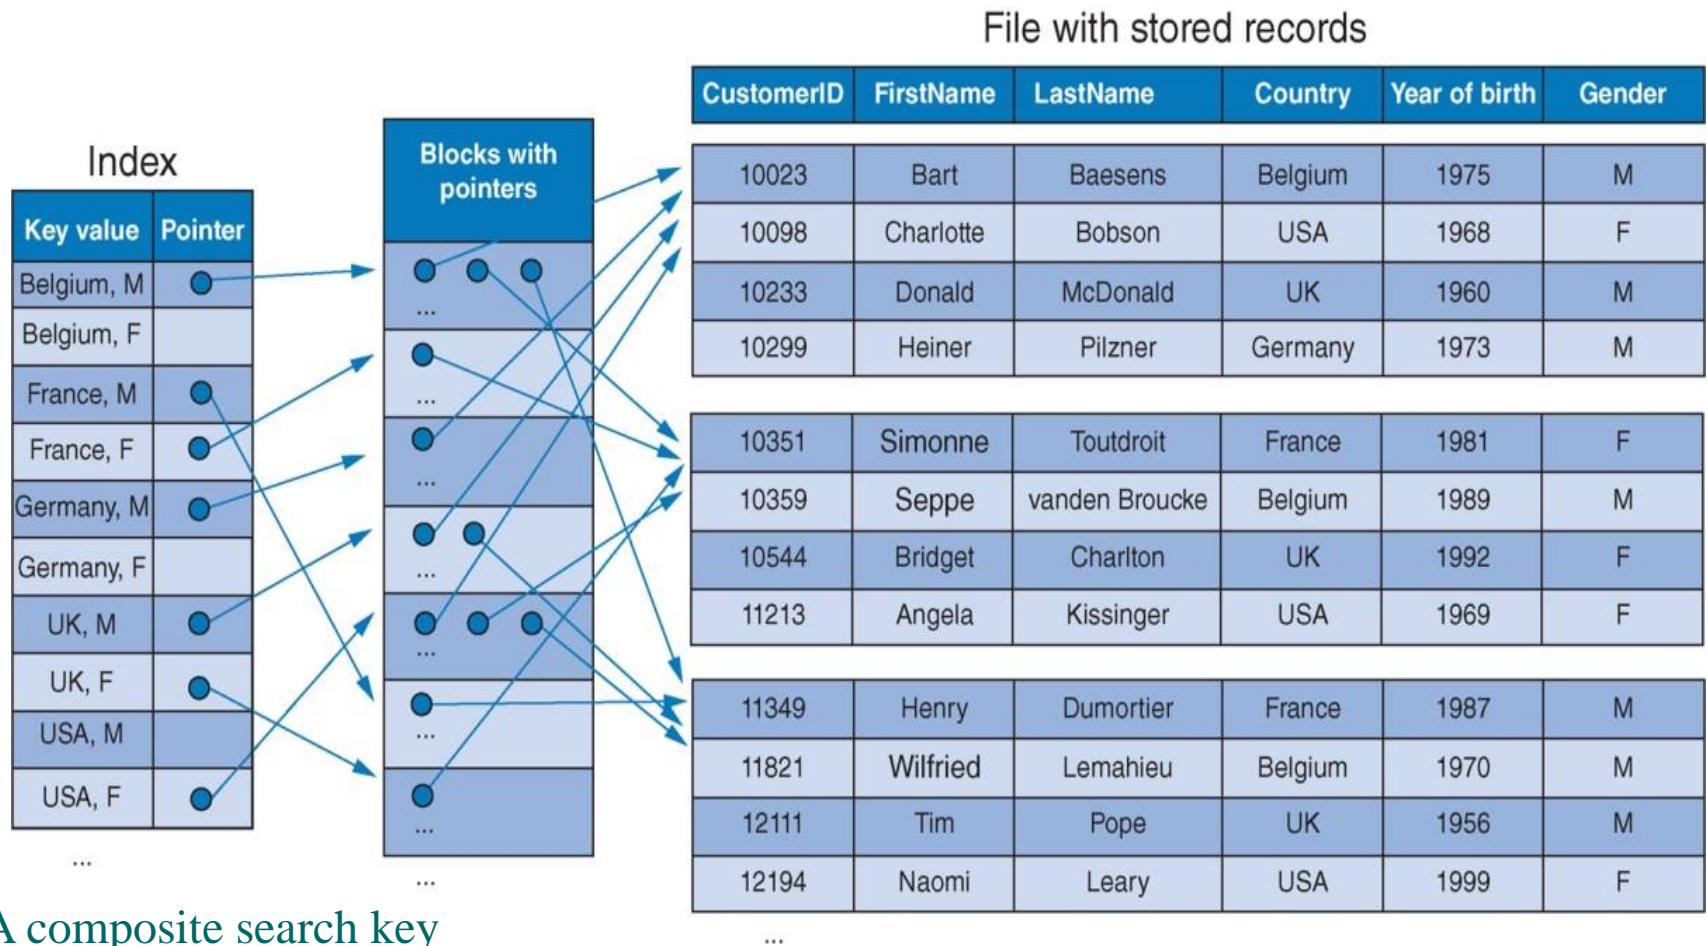 File with stored records
CustomerID FirstName LastName Country Year of birth Gender
10023 Bart Baesens Belgium 1975 M
10098 Charlotte Bobson USA 1968 F
10233 Donald McDonald UK 1960 M
10299 Heiner Pilzner Germany 1973 M
10351 Simonne Toutdroit France 1981 F
10359 Seppe vanden Broucke Belgium 1989 M
10544 Bridget Charlton UK 1992 F
11213 Angela Kissinger USA 1969 F
11349 Henry Dumortier France 1987 M
11821 Wilfried Lemahieu Belgium 1970 M
12111 Tim Pope UK 1956 M
12194 Naomi Leary USA 1999 F
...
Blocks with
pointers
...
...
...
...
...
...
...
...
Index
Key value Pointer
Belgium, M
Belgium, F
France, M
France, F
Germany, M
Germany, F
UK, M
UK, F
USA, M
USA, F
...
A composite search key